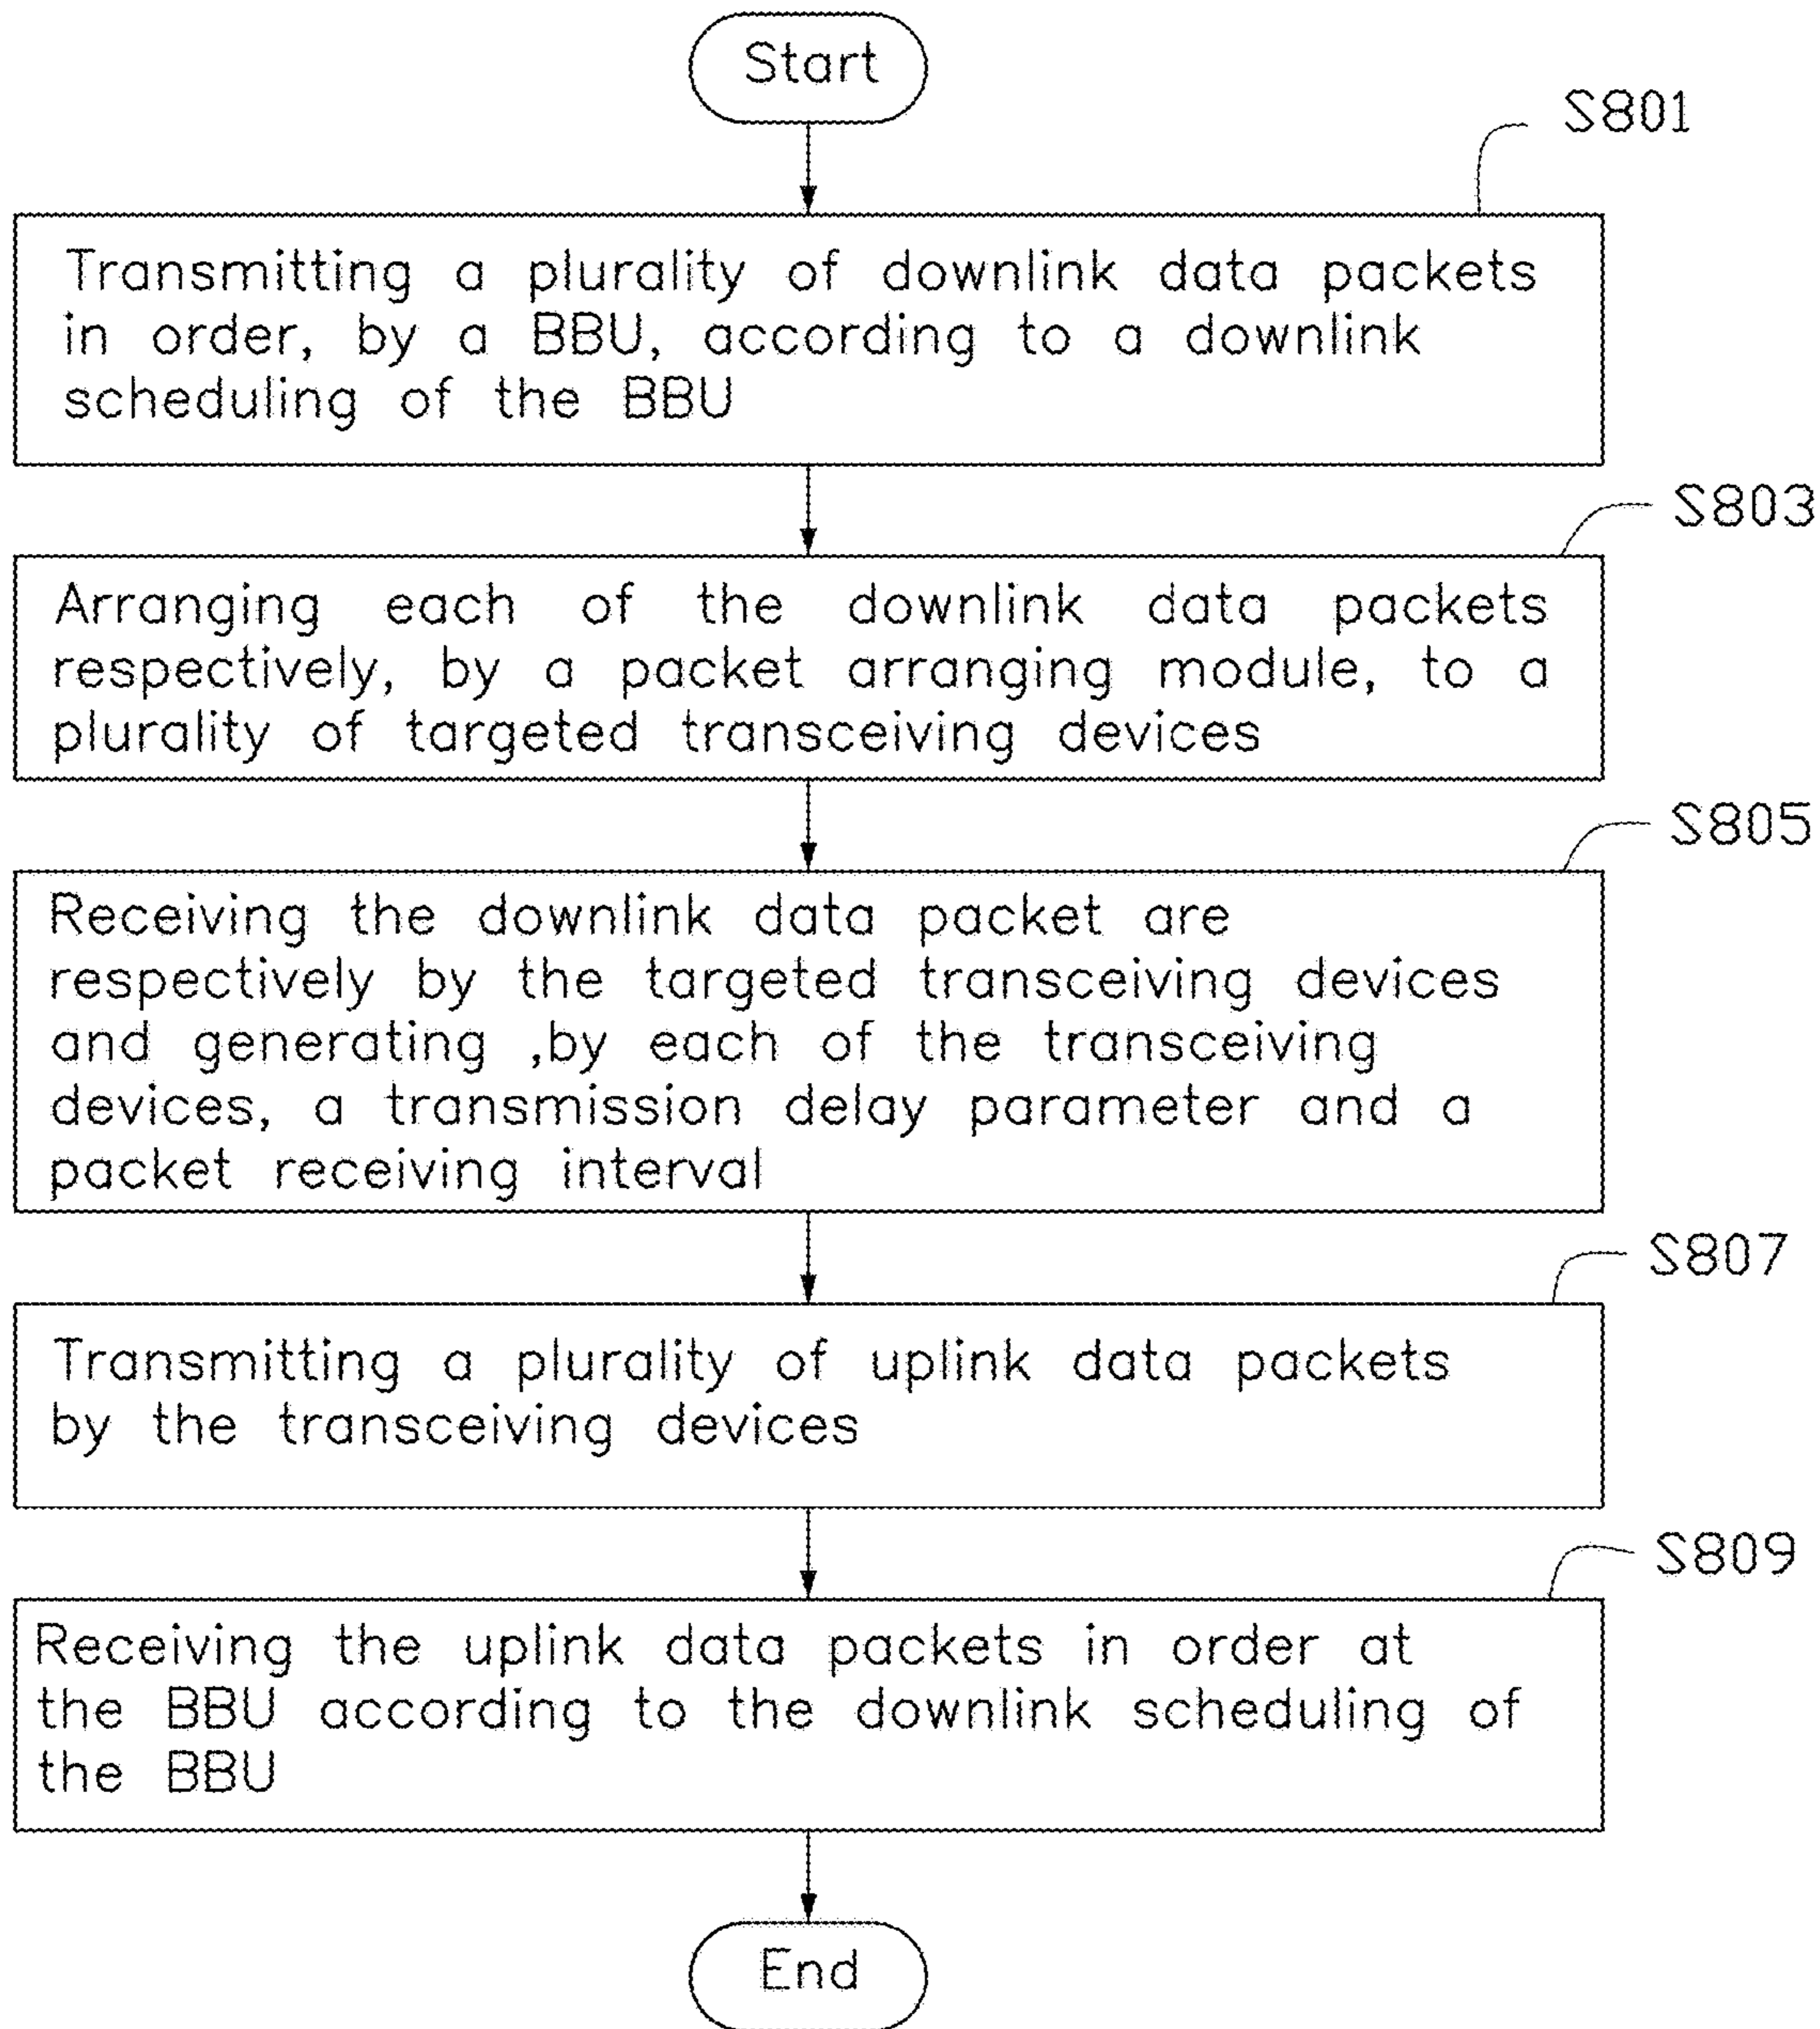 Start
S801
Transmitting a plurality of downlink data packets
in order, by a BBU, according to a downlink
scheduling of the BBU
S803
Arranging each of the downlink data packets
respectively, by a packet arranging module, to a
plurality of targeted transceiving devices
S805
Receiving the downlink data packet are
respectively by the targeted transceiving devices
and generating ,by each of the transceiving
devices, a transmission delay parameter and a
packet receiving interval
S807
Transmitting a plurality of uplink data packets
by the transceiving devices
S809
Receiving the uplink data packets in order at
the BBU according to the downlink scheduling of
the BBU
End